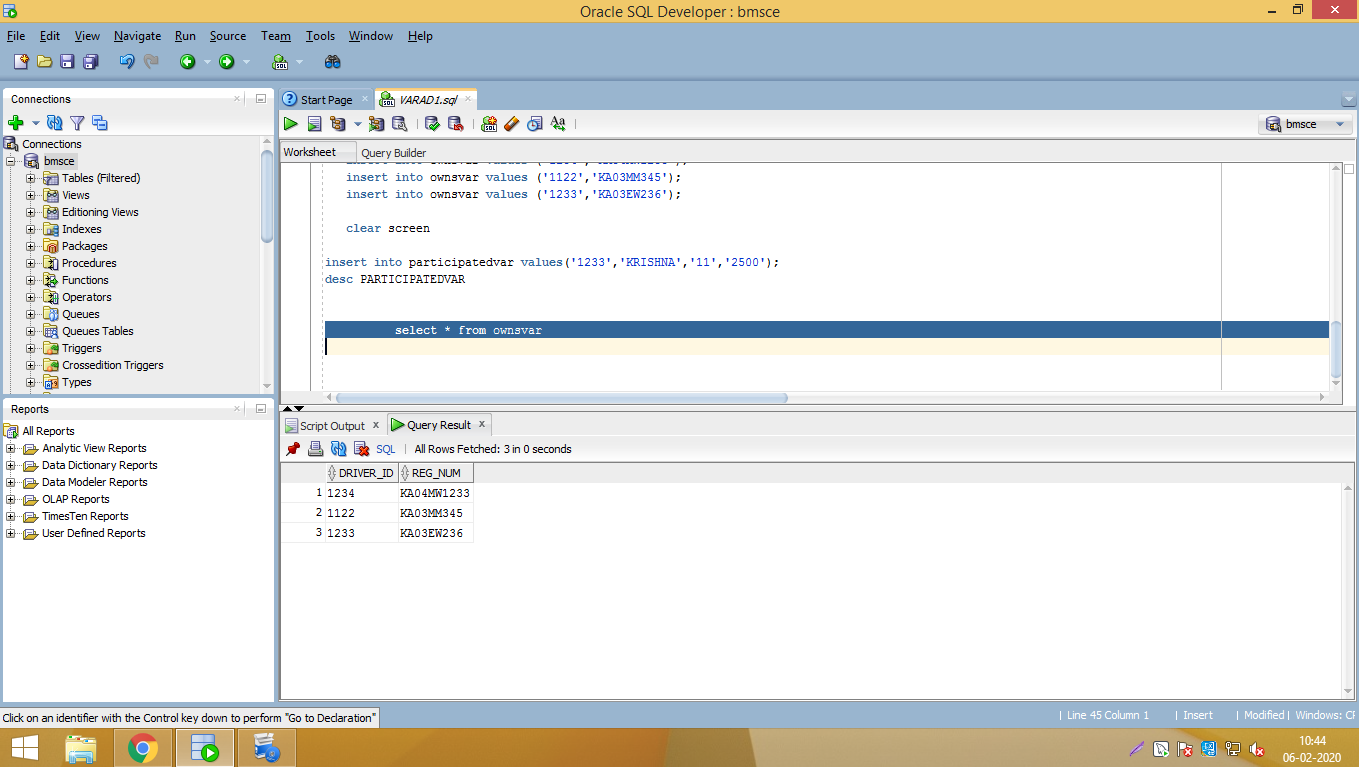 Oracle SQL Developer : bmsce
File Edit View Navigate Run Source Team Tools Window Help
Connections
Connections
bmsce
Tables (Filtered)
Views
Editioning Views
Indexes
Packages
Procedures
Functions
Operators
Queues
Queues Tables
Triggers
Crossedition Triggers
Types
Reports
All Reports
Analytic View Reports
Data Dictionary Reports
Data Modeler Reports
OLAP Reports
TimesTen Reports
User Defined Reports
Start Page
VARAD1.sql
bmsce
Worksheet Query Builder
insert into ownsvar values ('1122','KA03MM345');
insert into ownsvar values ('1233','KA03EW236');
clear screen
insert into participatedvar values('1233','KRISHNA','11','2500');
desc PARTICIPATEDVAR
select * from ownsvar
Script Output Query Result
SQL All Rows Fetched: 3 in 0 seconds
DRIVER_ID REG_NUM
1 1234 KA04MW1233
2 1122 KA03MM345
3 1233 KA03EW236
Click on an identifier with the Control key down to perform "Go to Declaration"
Line 45 Column 1 Insert Modified Windows: CF
10:44
06-02-2020